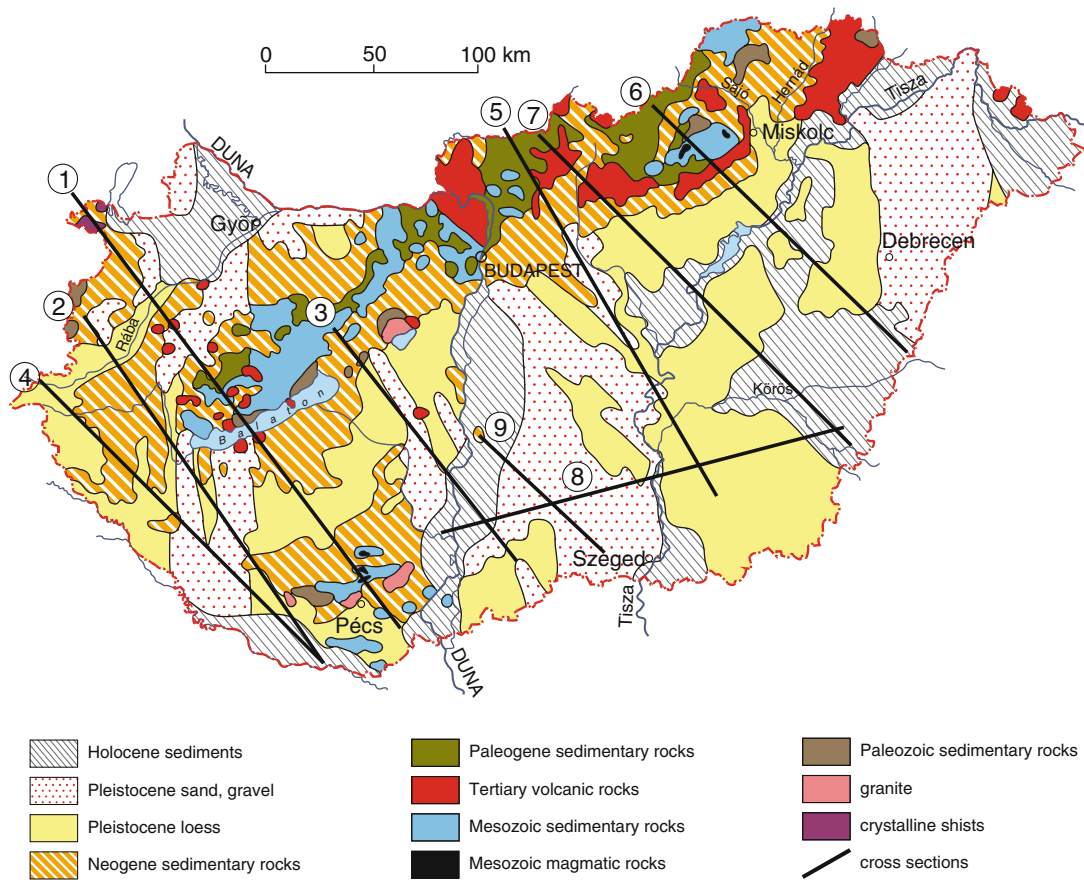 0 50 100 km
6
5
7
Sajó
Hernád
Tisza
Miskolc
DUNA
1
Győr
Debrecen
BUDAPEST
2
3
Rába
4
Körös
Balaton
9
8
Szeged
Pécs
Tisza
DUNA
Holocene sediments
Pleistocene sand, gravel
Pleistocene loess
Neogene sedimentary rocks
Paleogene sedimentary rocks
Tertiary volcanic rocks
Mesozoic sedimentary rocks
Mesozoic magmatic rocks
Paleozoic sedimentary rocks
granite
crystalline shists
cross sections